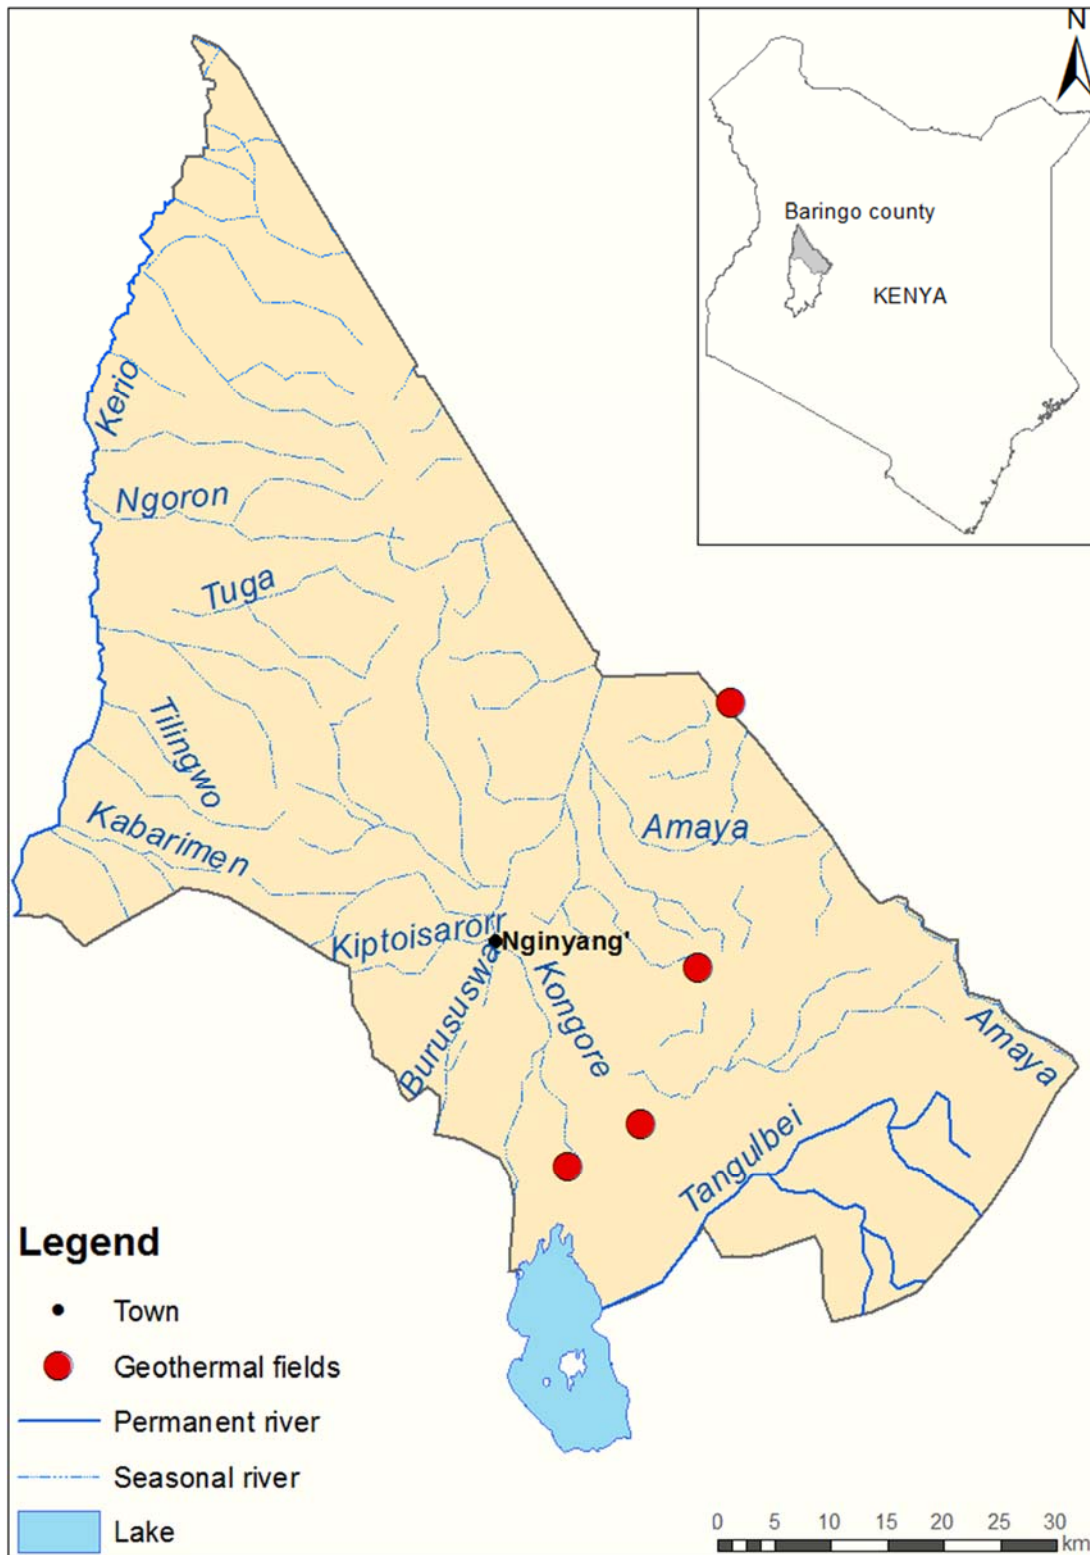 N
Baringo county
KENYA
Kerio
Ngoron
Tuga
Tilingwo
Kabarimen
Amaya
Kiptoisarorr
Nginyang'
Burususwa
Kongore
Amaya
Tangulbei
Legend
Town
Geothermal fields
Permanent river
Seasonal river
Lake
0 5 10 15 20 25 30
km